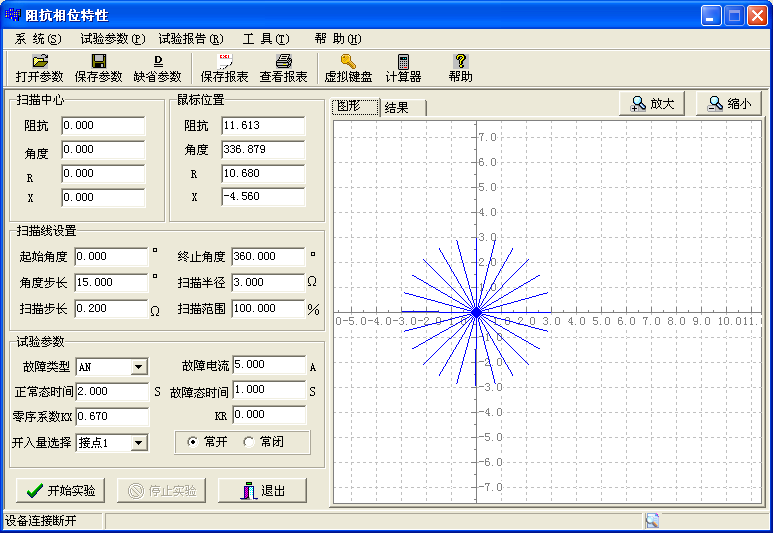 阻抗相位特性
系 统(S) 试验参数(P) 试验报告(R) 工 具(T) 帮 助(H)
打开参数 保存参数 缺省参数 保存报表 查看报表 虚拟键盘 计算器 帮助
扫描中心
阻抗 0.000
角度 0.000
R 0.000
X 0.000
鼠标位置
阻抗 11.613
角度 336.879
R 10.680
X -4.560
扫描线设置
起始角度 0.000 ° 终止角度 360.000 °
角度步长 15.000 ° 扫描半径 3.000 Ω
扫描步长 0.200 Ω 扫描范围 100.000 %
试验参数
故障类型 AN 故障电流 5.000 A
正常态时间 2.000 S 故障态时间 1.000 S
零序系数KX 0.670 KR 0.000
开入量选择 接点1 常开 常闭
开始实验 停止实验 退出
图形 结果 放大 缩小
7.0
6.0
5.0
4.0
3.0
2.0
0-5.0-4.0-3.0-2.0 0.0 2.0 3.0 4.0 5.0 6.0 7.0 8.0 9.0 10.011.
-2.0
-3.0
-4.0
-5.0
-6.0
-7.0
设备连接断开